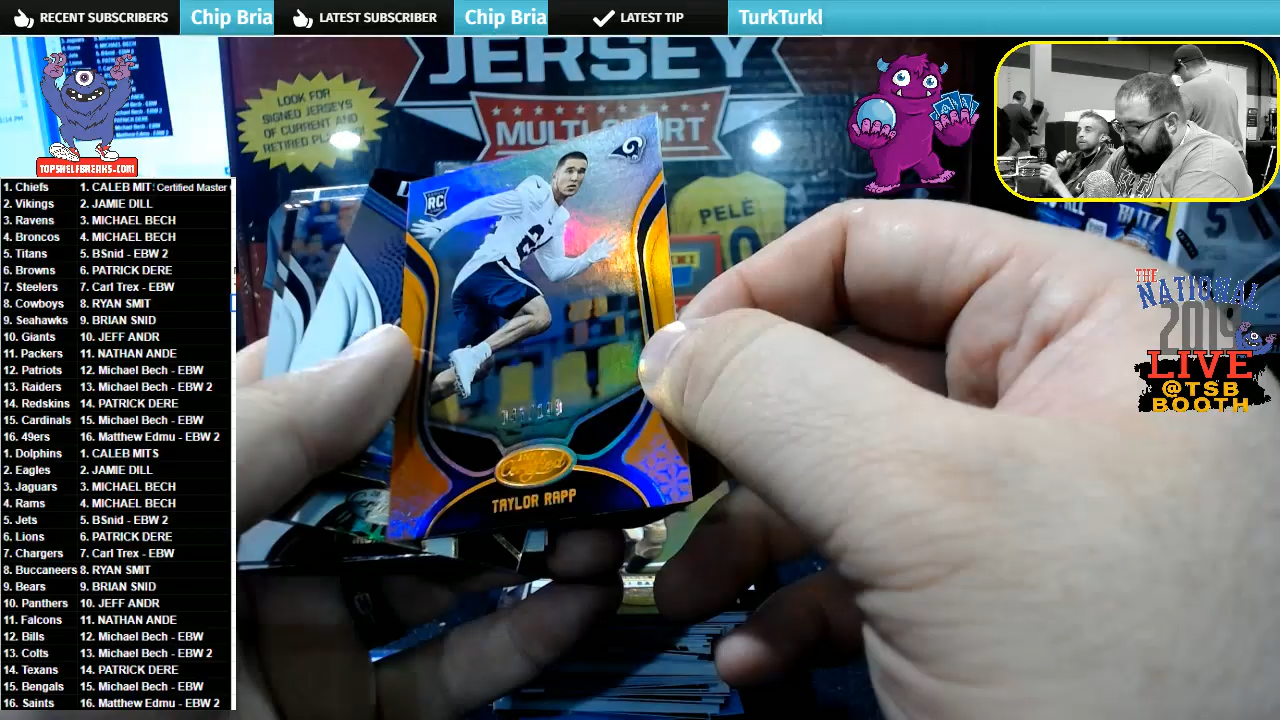 RECENT SUBSCRIBERS
Chip Bria
LATEST SUBSCRIBER
Chip Bria
LATEST TIP
TurkTurkl
JERSEY
MULTI SPORT
LOOK FOR
SIGNED JERSEYS
OF CURRENT AND
RETIRED
PELE
TOPSHELFBREAKS.COM
1. Chiefs 1. CALEB MIT: Certified Master
2. Vikings 2. JAMIE DILL
3. Ravens 3. MICHAEL BECH
4. Broncos 4. MICHAEL BECH
5. Titans 5. BSnid - EBW 2
6. Browns 6. PATRICK DERE
7. Steelers 7. Carl Trex - EBW
8. Cowboys 8. RYAN SMIT
9. Seahawks 9. BRIAN SNID
10. Giants 10. JEFF ANDR
11. Packers 11. NATHAN ANDE
12. Patriots 12. Michael Bech - EBW
13. Raiders 13. Michael Bech - EBW 2
14. Redskins 14. PATRICK DERE
15. Cardinals 15. Michael Bech - EBW
16. 49ers 16. Matthew Edmu - EBW 2
1. Dolphins 1. CALEB MITS
2. Eagles 2. JAMIE DILL
3. Jaguars 3. MICHAEL BECH
4. Rams 4. MICHAEL BECH
5. Jets 5. BSnid - EBW 2
6. Lions 6. PATRICK DERE
7. Chargers 7. Carl Trex - EBW
8. Buccaneers 8. RYAN SMIT
9. Bears 9. BRIAN SNID
10. Panthers 10. JEFF ANDR
11. Falcons 11. NATHAN ANDE
12. Bills 12. Michael Bech - EBW
13. Colts 13. Michael Bech - EBW 2
14. Texans 14. PATRICK DERE
15. Bengals 15. Michael Bech - EBW
16. Saints 16. Matthew Edmu - EBW 2
RC
Certified
TAYLOR RAPP
THE
NATIONAL
2019
LIVE
@TSB
BOOTH